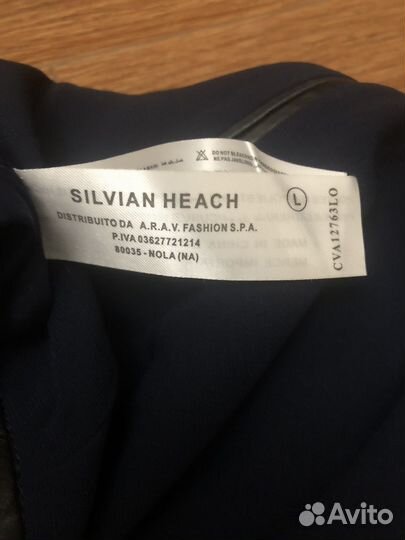 DO NOT BLEACH
SILVIAN HEACH
L
DISTRIBUITO DA A.R.A.V. FASHION S.P.A.
P.IVA 03627721214
80035 - NOLA (NA)
CVA12763LO
MADE IN CHINA
Avito